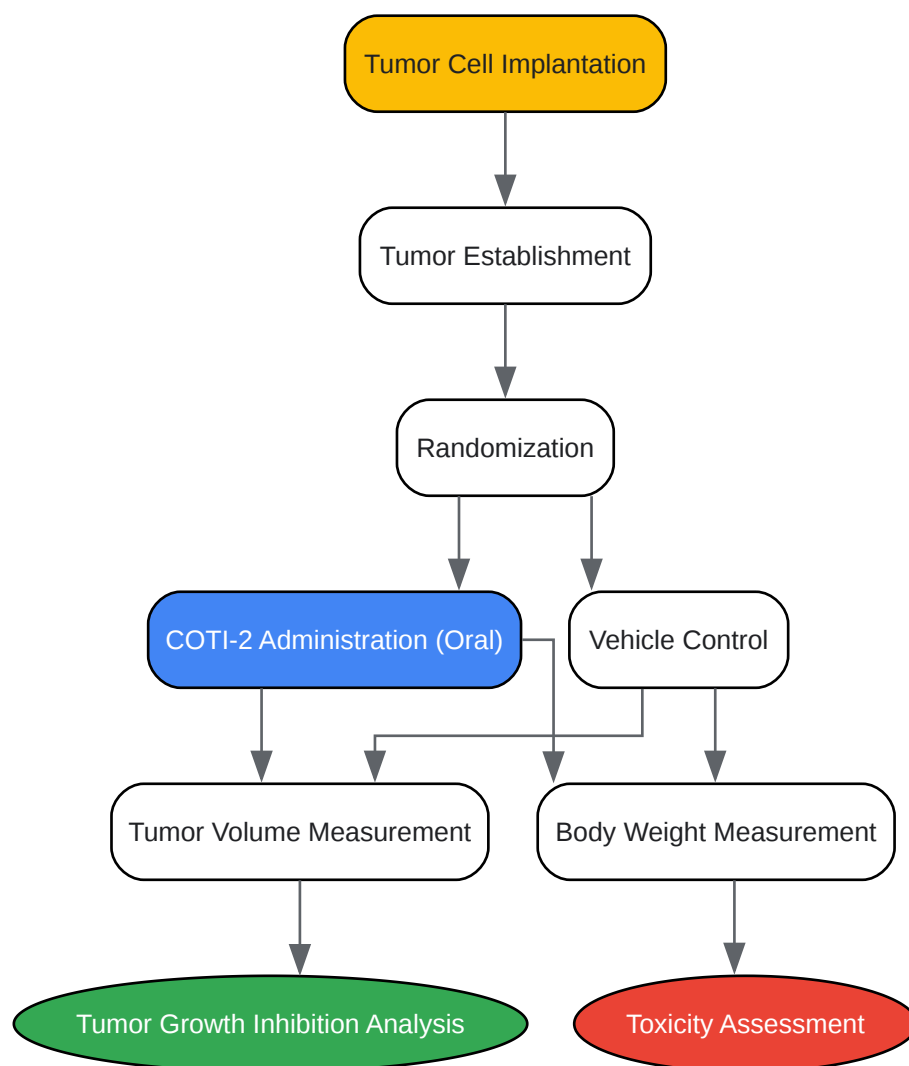 Tumor Cell Implantation
Tumor Establishment
Randomization
COTI-2 Administration (Oral)
Vehicle Control
Tumor Volume Measurement
Body Weight Measurement
Tumor Growth Inhibition Analysis
Toxicity Assessment